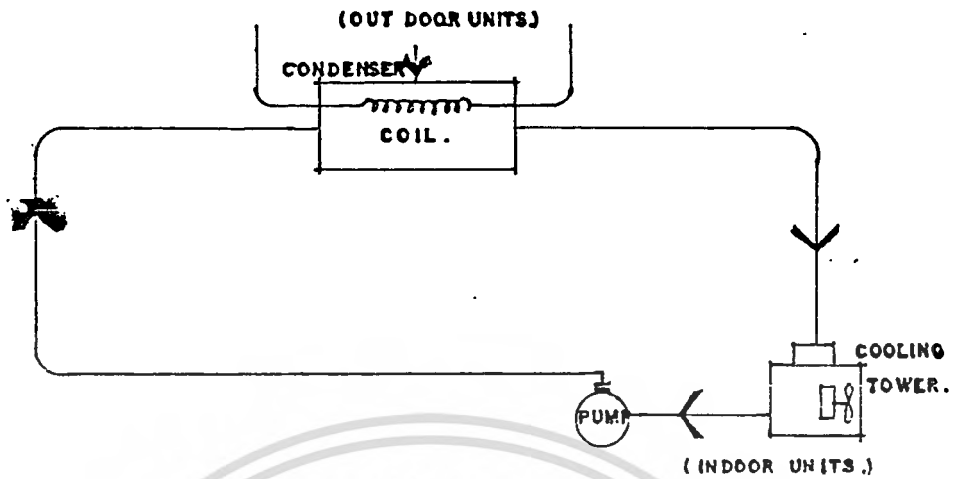 (OUT DOOR UNITS)
CONDENSER
COIL.
COOLING
TOWER.
PUMP
(INDOOR UNITS.)